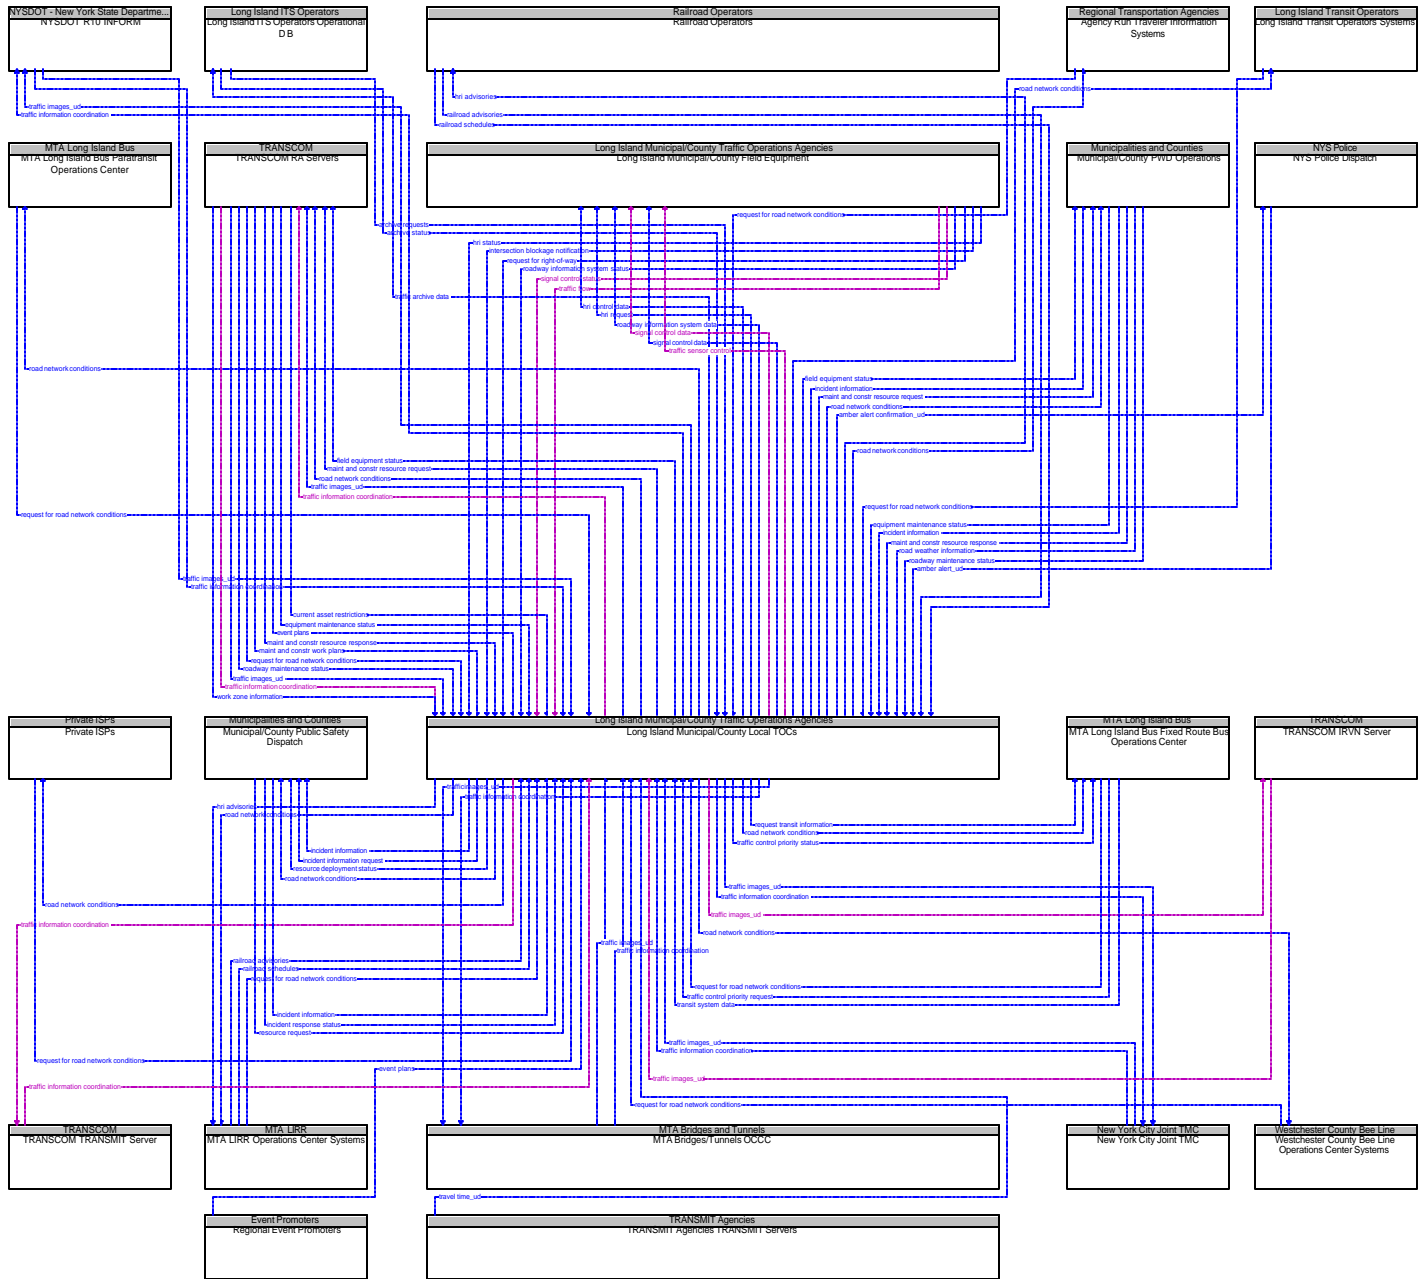 NYSDOT - New York State Departme...
NYSDOT R10 INFORM
Long Island ITS Operators
Long Island ITS Operators Operational
D B
Railroad Operators
Railroad Operators
Regional Transportation Agencies
Agency Run Traveler Information
Systems
Long Island Transit Operators
Long Island Transit Operators Systems
road network conditions
hri advisories
traffic images_ud
traffic information coordination
railroad advisories
railroad schedules
MTA Long Island Bus
MTA Long Island Bus Paratransit
Operations Center
TRANSCOM
TRANSCOM RA Servers
Long Island Municipal/County Traffic Operations Agencies
Long Island Municipal/County Field Equipment
Municipalities and Counties
Municipal/County PWD Operations
NYS Police
NYS Police Dispatch
request for road network conditions
archive requests
archive status
hri status
intersection blockage notification
request for right-of-way
roadway information system status
signal control status
traffic flow
traffic archive data
hri control data
hri request
roadway information system data
signal control data
signal control data
traffic sensor control
road network conditions
field equipment status
incident information
maint and constr resource request
road network conditions
amber alert confirmation_ud
road network conditions
field equipment status
maint and constr resource request
road network conditions
traffic images_ud
traffic information coordination
request for road network conditions
request for road network conditions
equipment maintenance status
incident information
maint and constr resource response
road weather information
roadway maintenance status
amber alert_ud
traffic images_ud
traffic information coordination
current asset restrictions
equipment maintenance status
event plans
maint and constr resource response
maint and constr work plans
request for road network conditions
roadway maintenance status
traffic images_ud
traffic information coordination
work zone information
Private ISPs
Private ISPs
Municipalities and Counties
Municipal/County Public Safety
Dispatch
Long Island Municipal/County Traffic Operations Agencies
Long Island Municipal/County Local TOCs
MTA Long Island Bus
MTA Long Island Bus Fixed Route Bus
Operations Center
TRANSCOM
TRANSCOM IRVN Server
traffic images_ud
traffic information coordination
hri advisories
road network conditions
request transit information
road network conditions
traffic control priority status
incident information
incident information request
resource deployment status
road network conditions
traffic images_ud
traffic information coordination
road network conditions
traffic images_ud
traffic information coordination
road network conditions
traffic images_ud
traffic information coordination
railroad advisories
railroad schedules
request for road network conditions
request for road network conditions
traffic control priority request
transit system data
incident information
incident response status
resource request
traffic images_ud
traffic information coordination
request for road network conditions
event plans
traffic images_ud
traffic information coordination
request for road network conditions
TRANSCOM
TRANSCOM TRANSMIT Server
MTA LIRR
MTA LIRR Operations Center Systems
MTA Bridges and Tunnels
MTA Bridges/Tunnels OCCC
New York City Joint TMC
New York City Joint TMC
Westchester County Bee Line
Westchester County Bee Line
Operations Center Systems
travel time_ud
Event Promoters
Regional Event Promoters
TRANSMIT Agencies
TRANSMIT Agencies TRANSMIT Servers